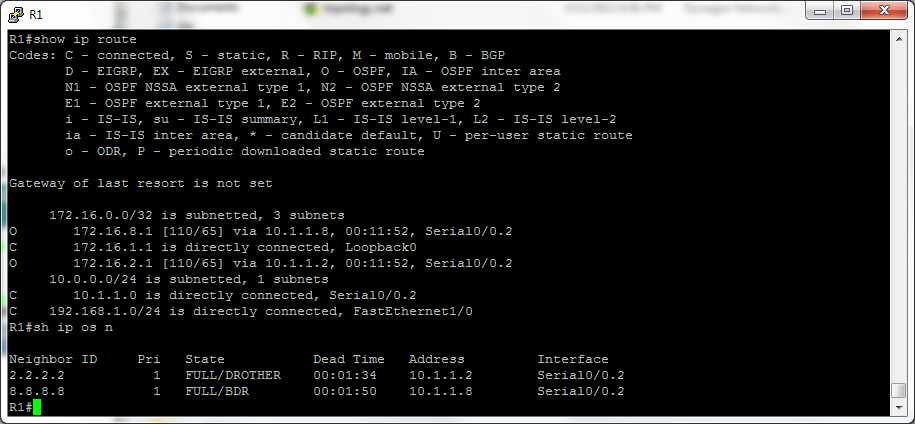 Documents
topology.net
R1
R1#show ip route
Codes: C - connected, S - static, R - RIP, M - mobile, B - BGP
       D - EIGRP, EX - EIGRP external, O - OSPF, IA - OSPF inter area
       N1 - OSPF NSSA external type 1, N2 - OSPF NSSA external type 2
       E1 - OSPF external type 1, E2 - OSPF external type 2
       i - IS-IS, su - IS-IS summary, L1 - IS-IS level-1, L2 - IS-IS level-2
       ia - IS-IS inter area, * - candidate default, U - per-user static route
       o - ODR, P - periodic downloaded static route
Gateway of last resort is not set
     172.16.0.0/32 is subnetted, 3 subnets
O       172.16.8.1 [110/65] via 10.1.1.8, 00:11:52, Serial0/0.2
C       172.16.1.1 is directly connected, Loopback0
O       172.16.2.1 [110/65] via 10.1.1.2, 00:11:52, Serial0/0.2
     10.0.0.0/24 is subnetted, 1 subnets
C       10.1.1.0 is directly connected, Serial0/0.2
C    192.168.1.0/24 is directly connected, FastEthernet1/0
R1#sh ip os n
Neighbor ID     Pri   State           Dead Time   Address         Interface
2.2.2.2           1   FULL/DROTHER    00:01:34    10.1.1.2        Serial0/0.2
8.8.8.8           1   FULL/BDR        00:01:50    10.1.1.8        Serial0/0.2
R1#